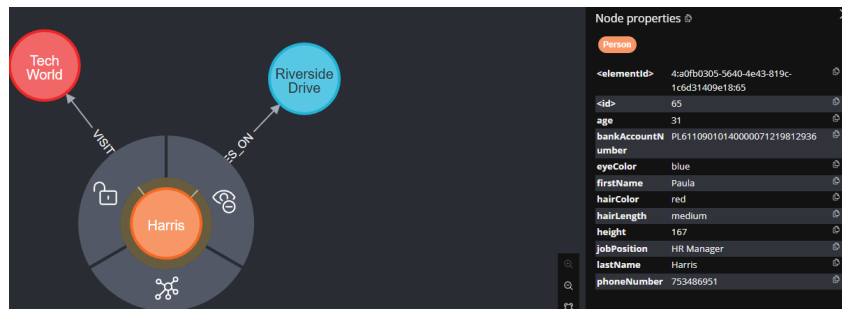 Tech
World
Riverside
Drive
VISIT
ES_ON
Harris
Node properties
Person
<elementId> 4:a0fb0305-5640-4e43-819c-
1c6d31409e18:65
<id> 65
age 31
bankAccountN PL61109010140000071219812936
umber
eyeColor blue
firstName Paula
hairColor red
hairLength medium
height 167
jobPosition HR Manager
lastName Harris
phoneNumber 753486951